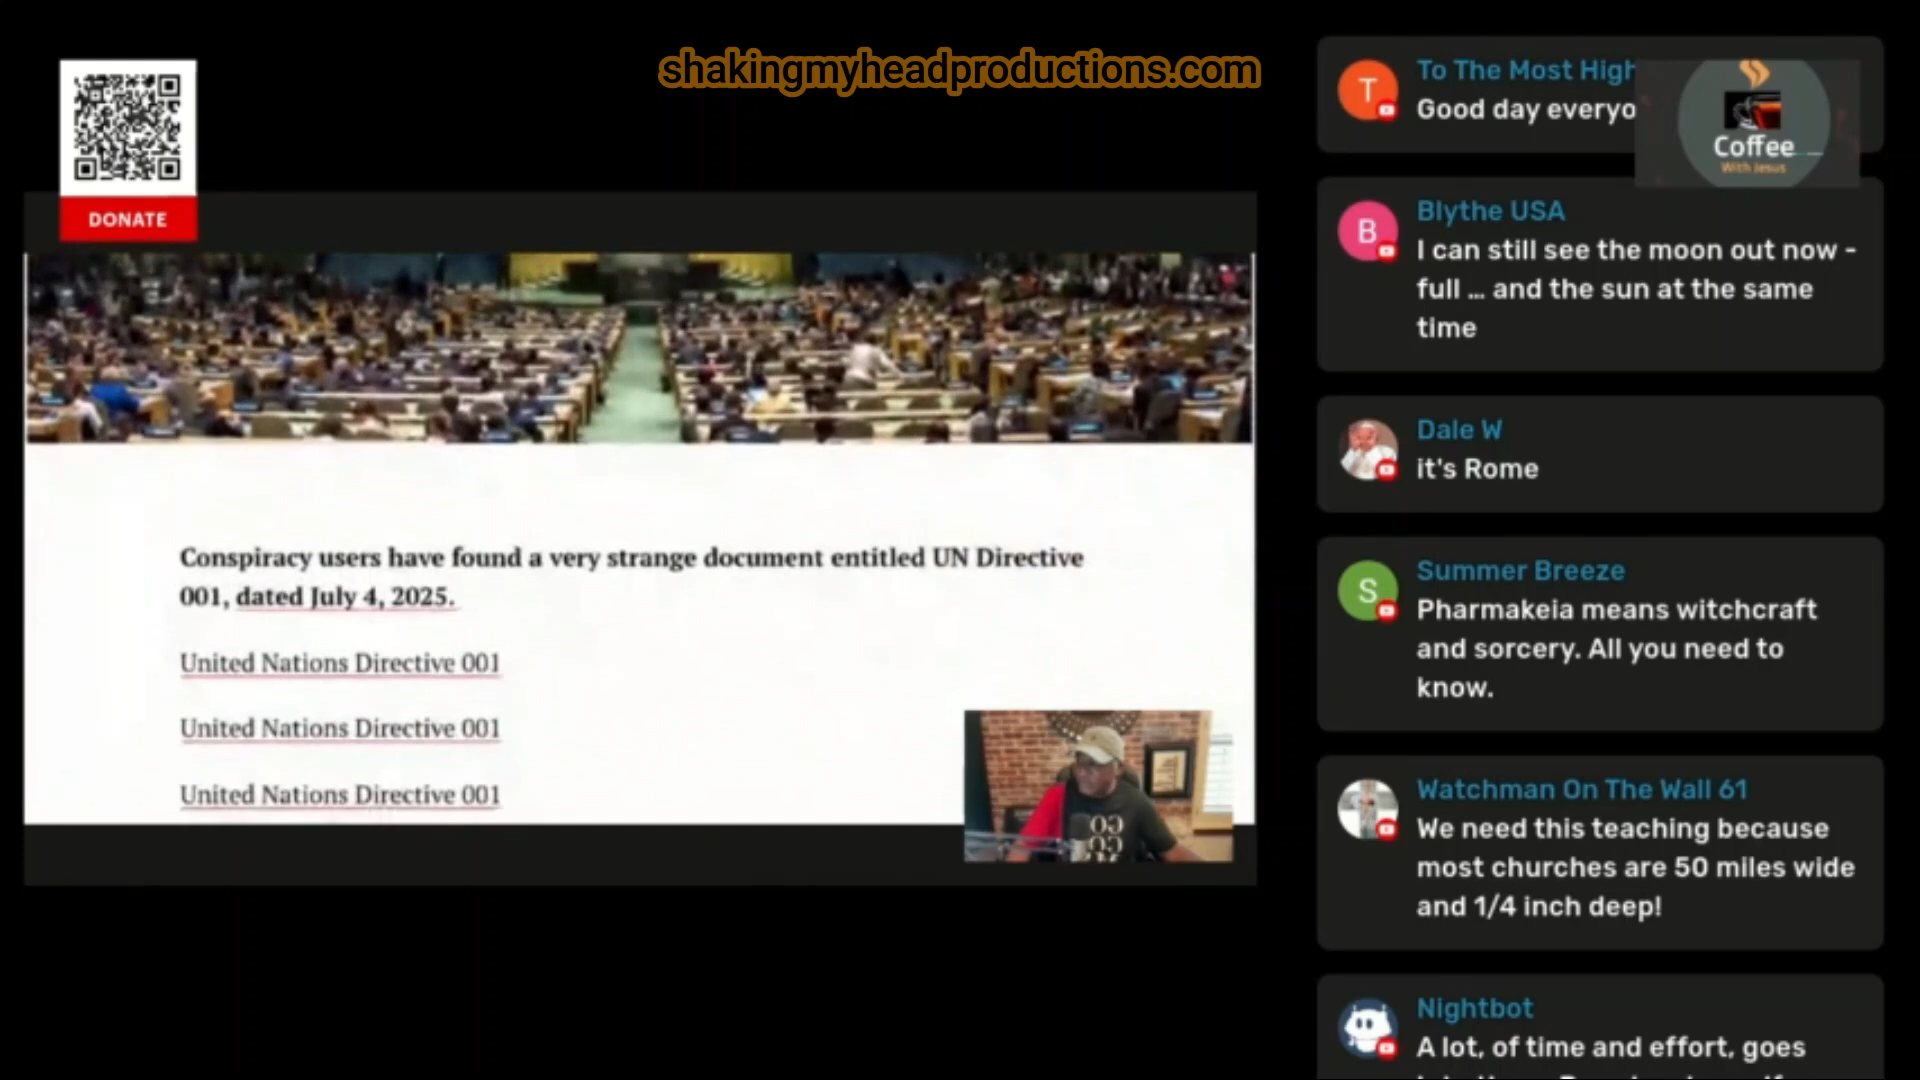 shakingmyheadproductions.com
DONATE
Conspiracy users have found a very strange document entitled UN Directive
001, dated July 4, 2025.
United Nations Directive 001
United Nations Directive 001
United Nations Directive 001
T
To The Most High
Good day everyo
Coffee
With Jesus
B
Blythe USA
I can still see the moon out now -
full ... and the sun at the same
time
Dale W
it's Rome
S
Summer Breeze
Pharmakeia means witchcraft
and sorcery. All you need to
know.
Watchman On The Wall 61
We need this teaching because
most churches are 50 miles wide
and 1/4 inch deep!
Nightbot
A lot, of time and effort, goes